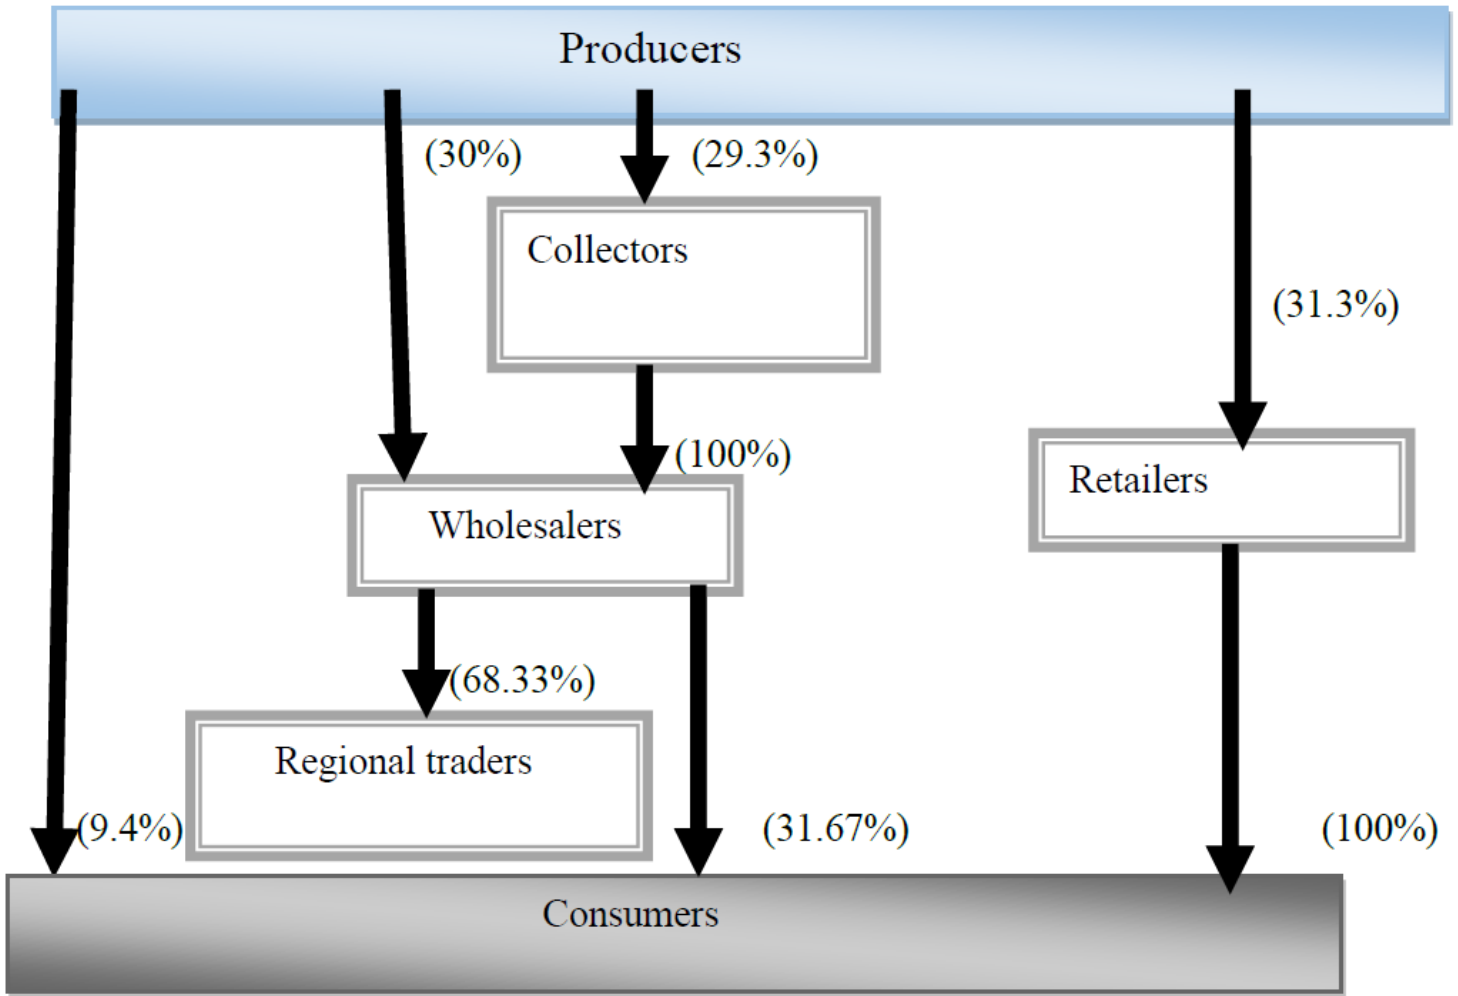 Producers
(30%)
(29.3%)
Collectors
(31.3%)
(100%)
Retailers
Wholesalers
(68.33%)
Regional traders
(9.4%)
(31.67%)
(100%)
Consumers